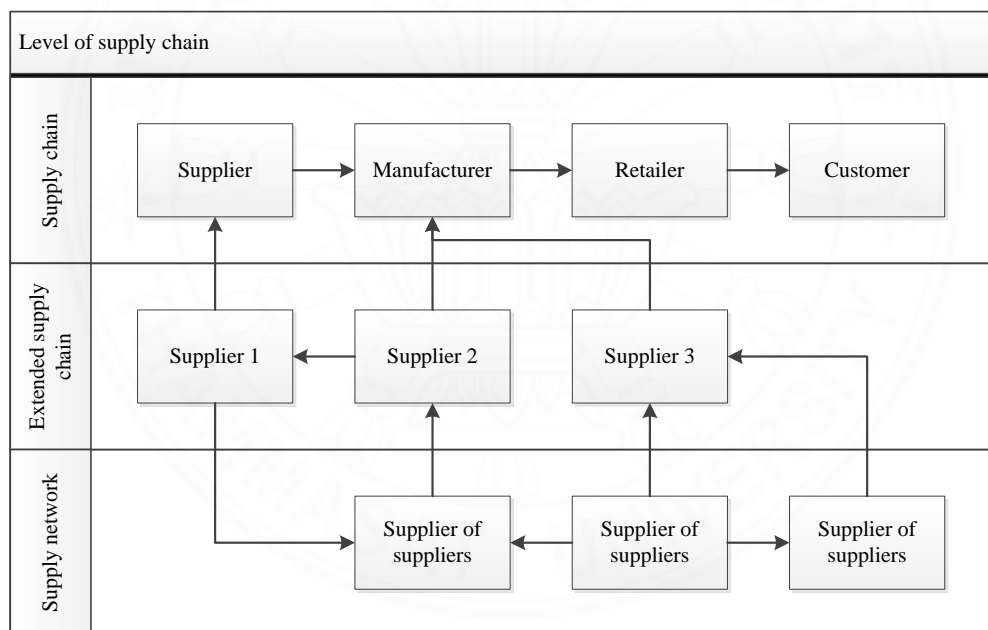 Level of supply chain
Supply chain
Supplier
Manufacturer
Retailer
Customer
Extended supply
chain
Supplier 1
Supplier 2
Supplier 3
Supply network
Supplier of
suppliers
Supplier of
suppliers
Supplier of
suppliers
UNIVERSITY